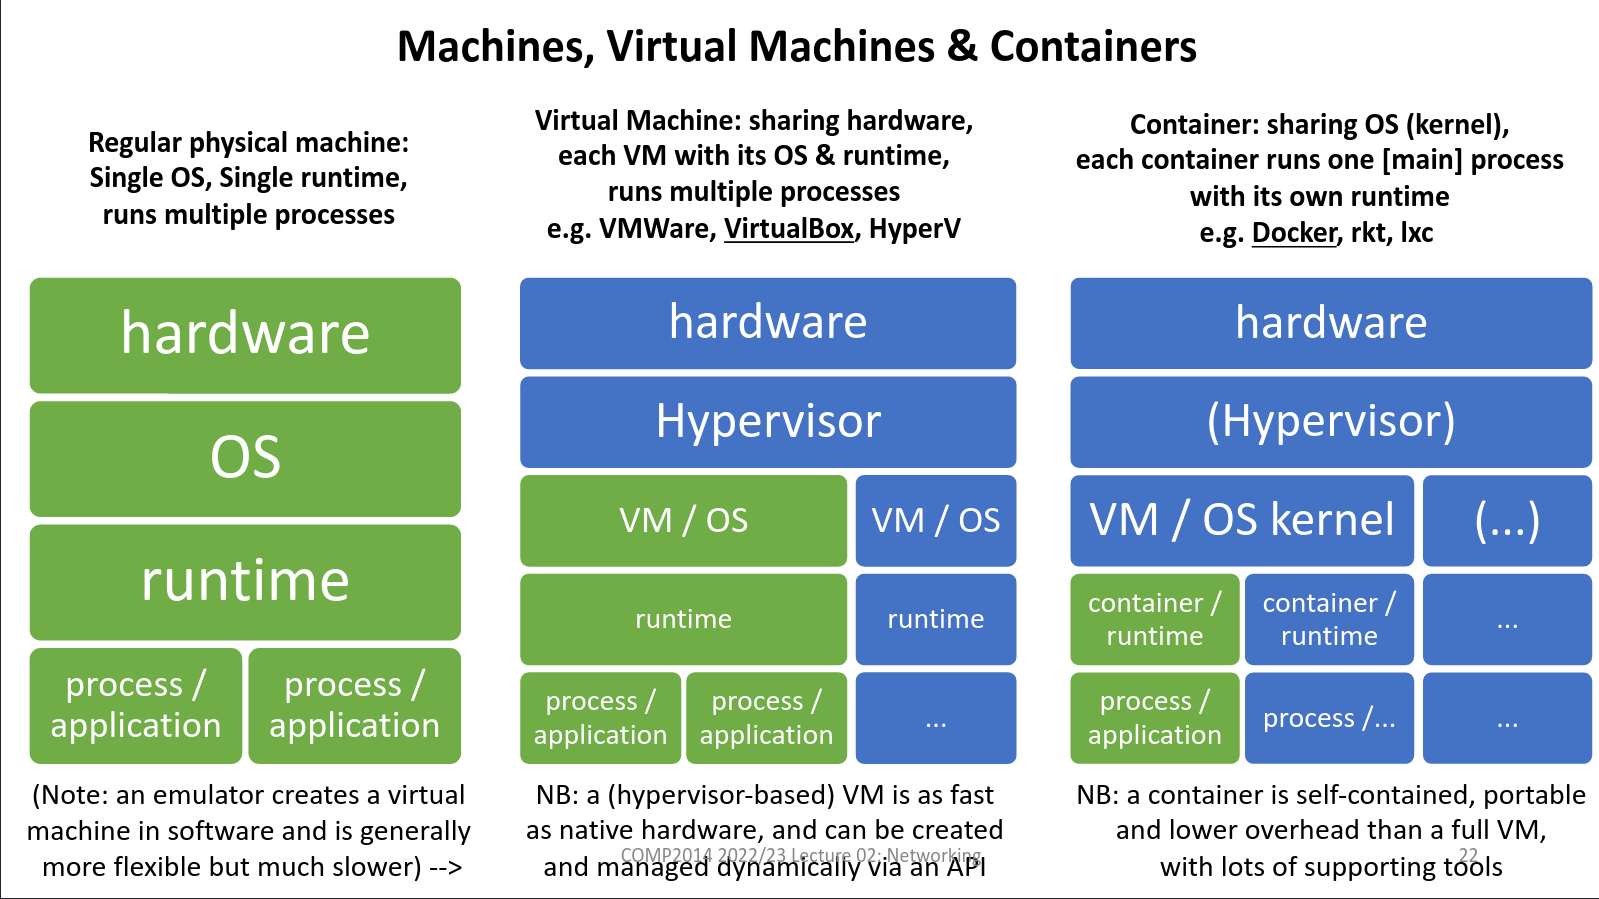 Machines, Virtual Machines & Containers
Regular physical machine:
Single OS, Single runtime,
runs multiple processes
hardware
OS
runtime
process /
application
process /
application
(Note: an emulator creates a virtual
machine in software and is generally
more flexible but much slower) -->
Virtual Machine: sharing hardware,
each VM with its OS & runtime,
runs multiple processes
e.g. VMWare, VirtualBox, HyperV
hardware
Hypervisor
VM / OS
VM / OS
runtime
runtime
process /
application
process /
application
...
NB: a (hypervisor-based) VM is as fast
as native hardware, and can be created
and managed dynamically via an API
Container: sharing OS (kernel),
each container runs one [main] process
with its own runtime
e.g. Docker, rkt, lxc
hardware
(Hypervisor)
VM / OS kernel
(...)
container /
runtime
container /
runtime
...
process /
application
process /...
...
NB: a container is self-contained, portable
and lower overhead than a full VM,
with lots of supporting tools
COMP2014 2022/23 Lecture 02: Networking
22